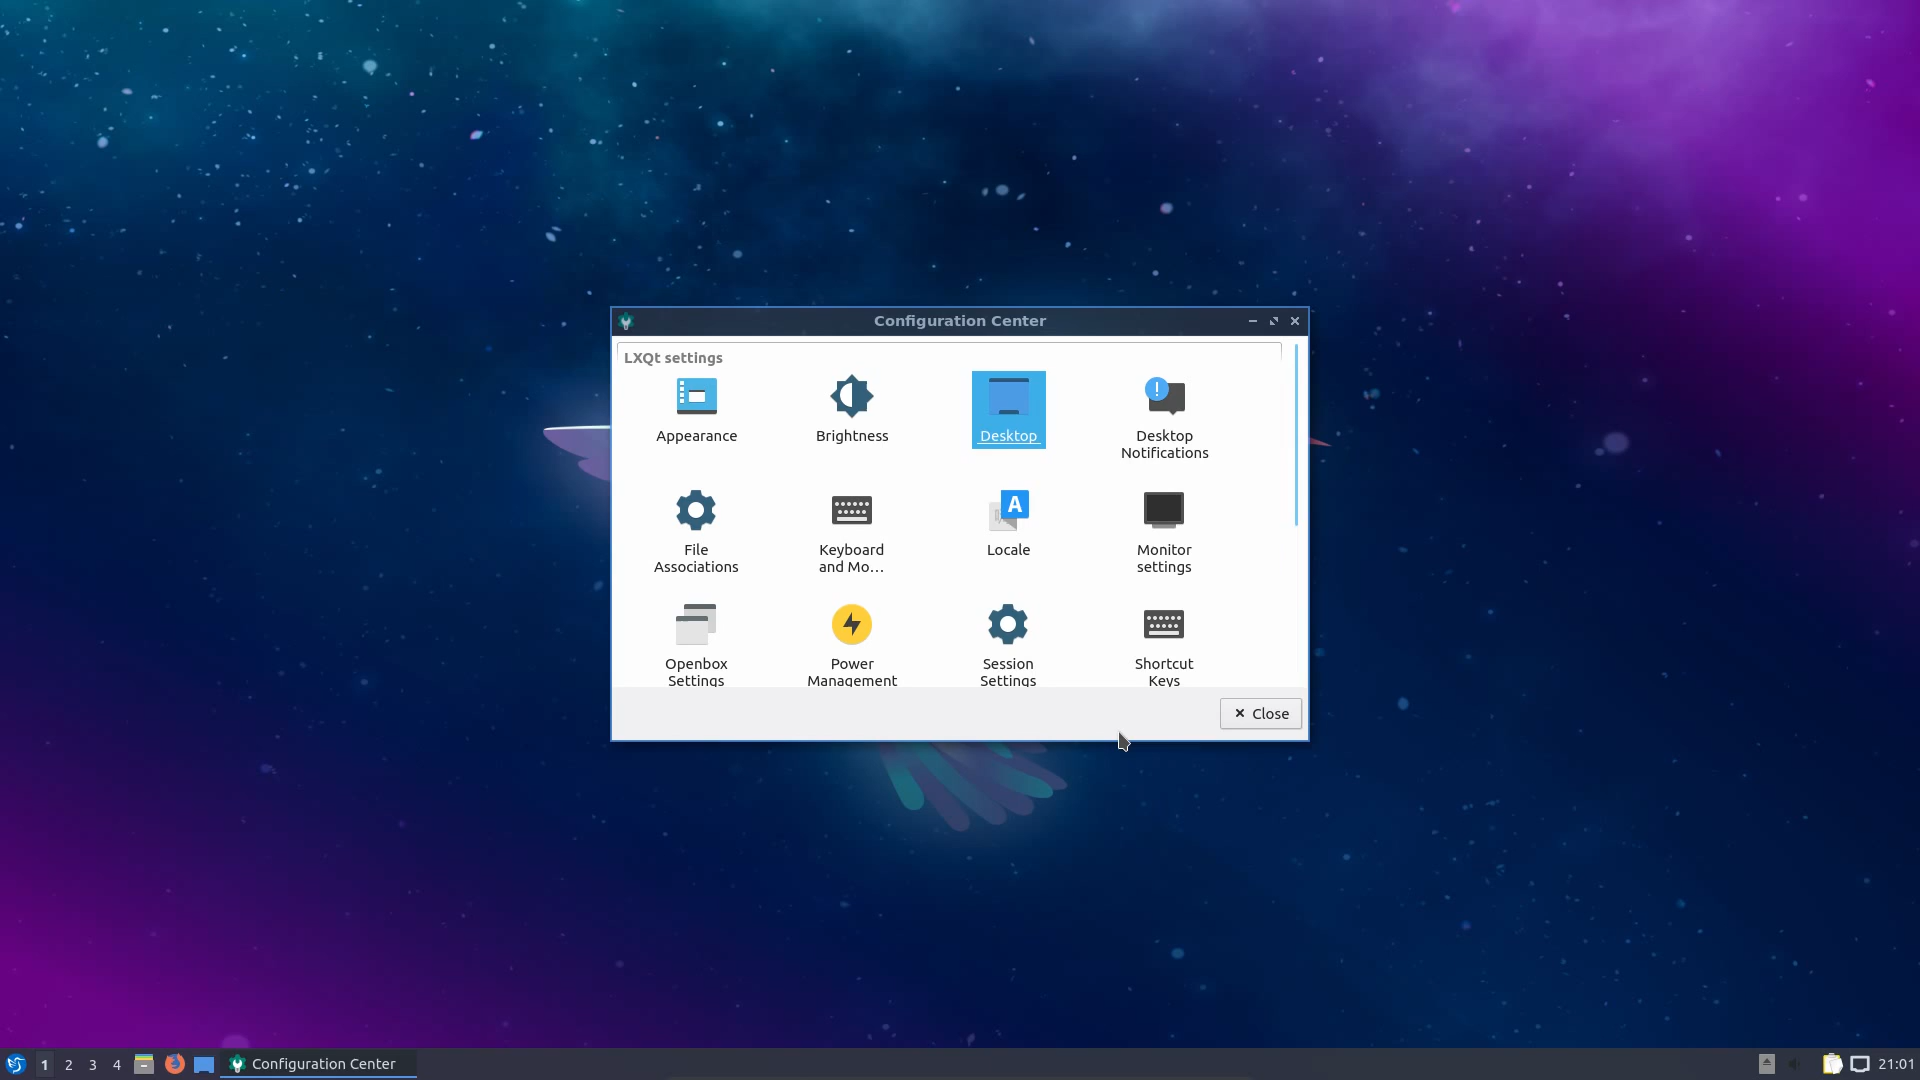 Configuration Center
LXQt settings
Appearance
Brightness
Desktop
Desktop
Notifications
File
Associations
Keyboard
and Mo...
A
Locale
Monitor
settings
Openbox
Settings
Power
Management
Session
Settings
Shortcut
Keys
Close
1 2 3 4 Configuration Center 21:01